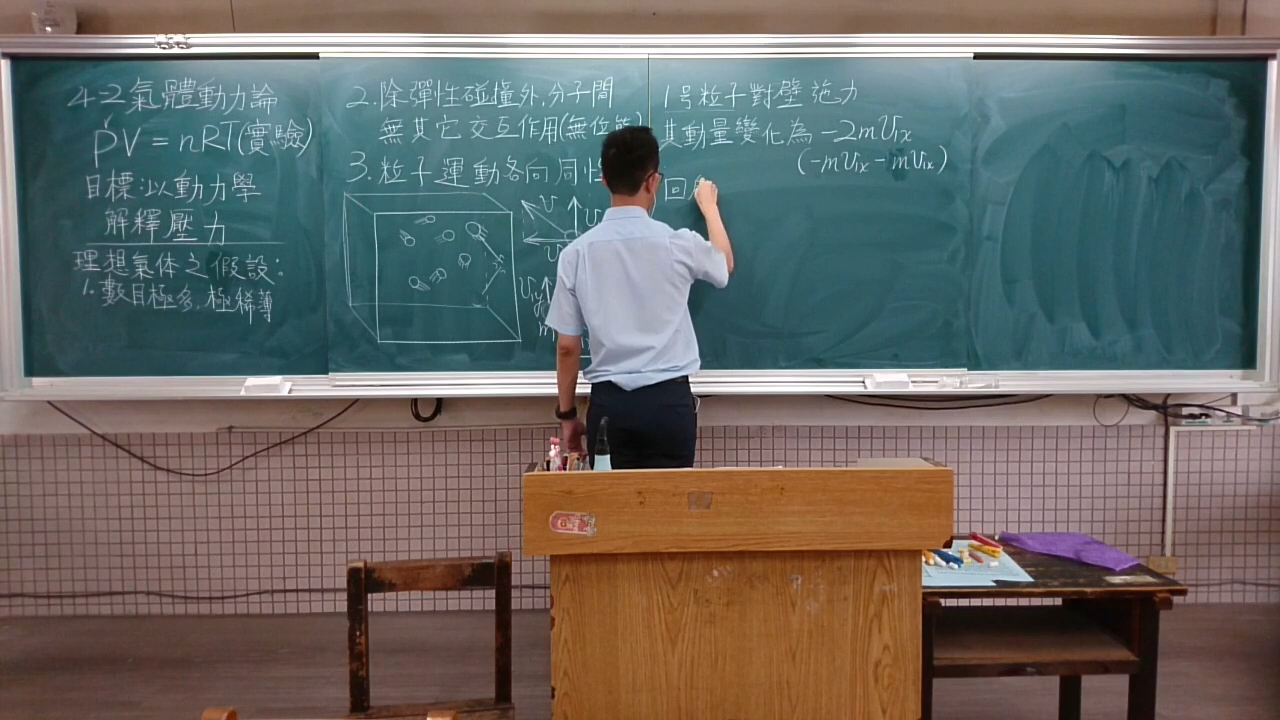 4-2氣體動力論
PV = nRT(實驗)
目標:以動力學
解釋壓力
理想氣体之假設:
1.數目極多,極稀薄
2.除彈性碰撞外,分子間
無其它交互作用(無位能)
3.粒子運動各向同性
1号粒子對壁施力
其動量變化為 -2mV₁ₓ
(-mV₁ₓ - mV₁ₓ)
回